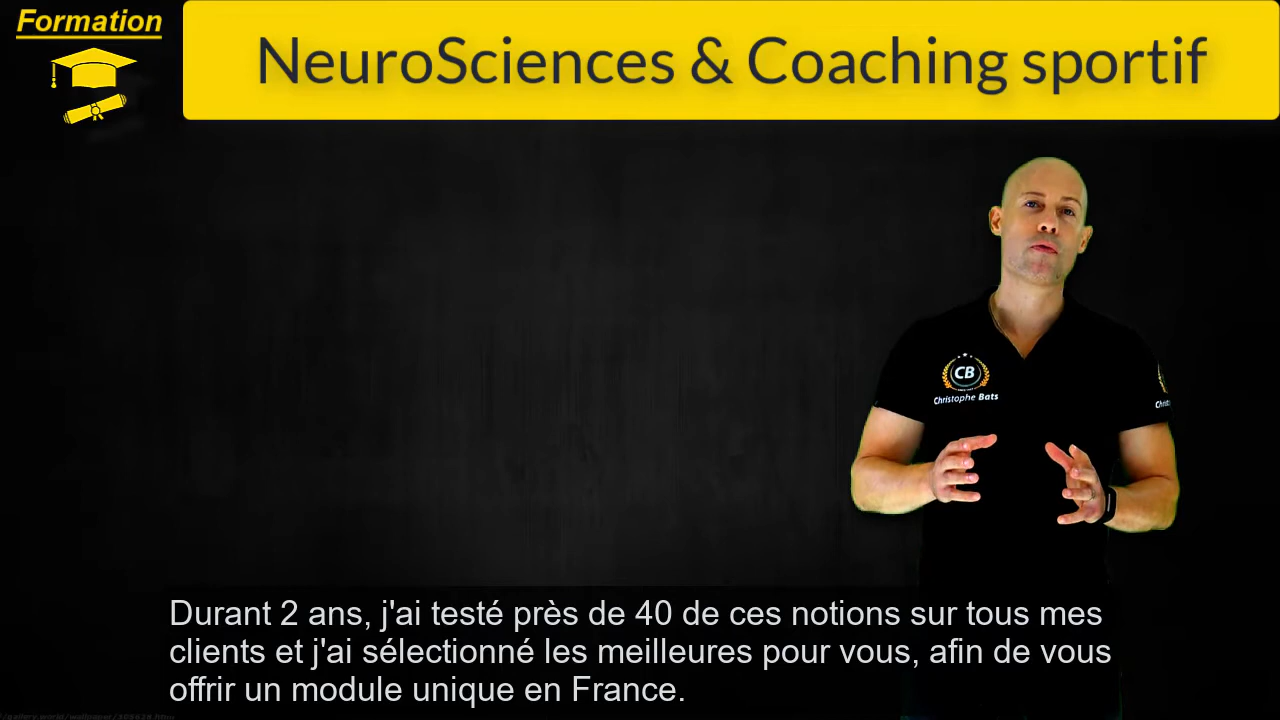 Formation
NeuroSciences & Coaching sportif
CB
Christophe Bats
Durant 2 ans, j'ai testé près de 40 de ces notions sur tous mes
clients et j'ai sélectionné les meilleures pour vous, afin de vous
offrir un module unique en France.